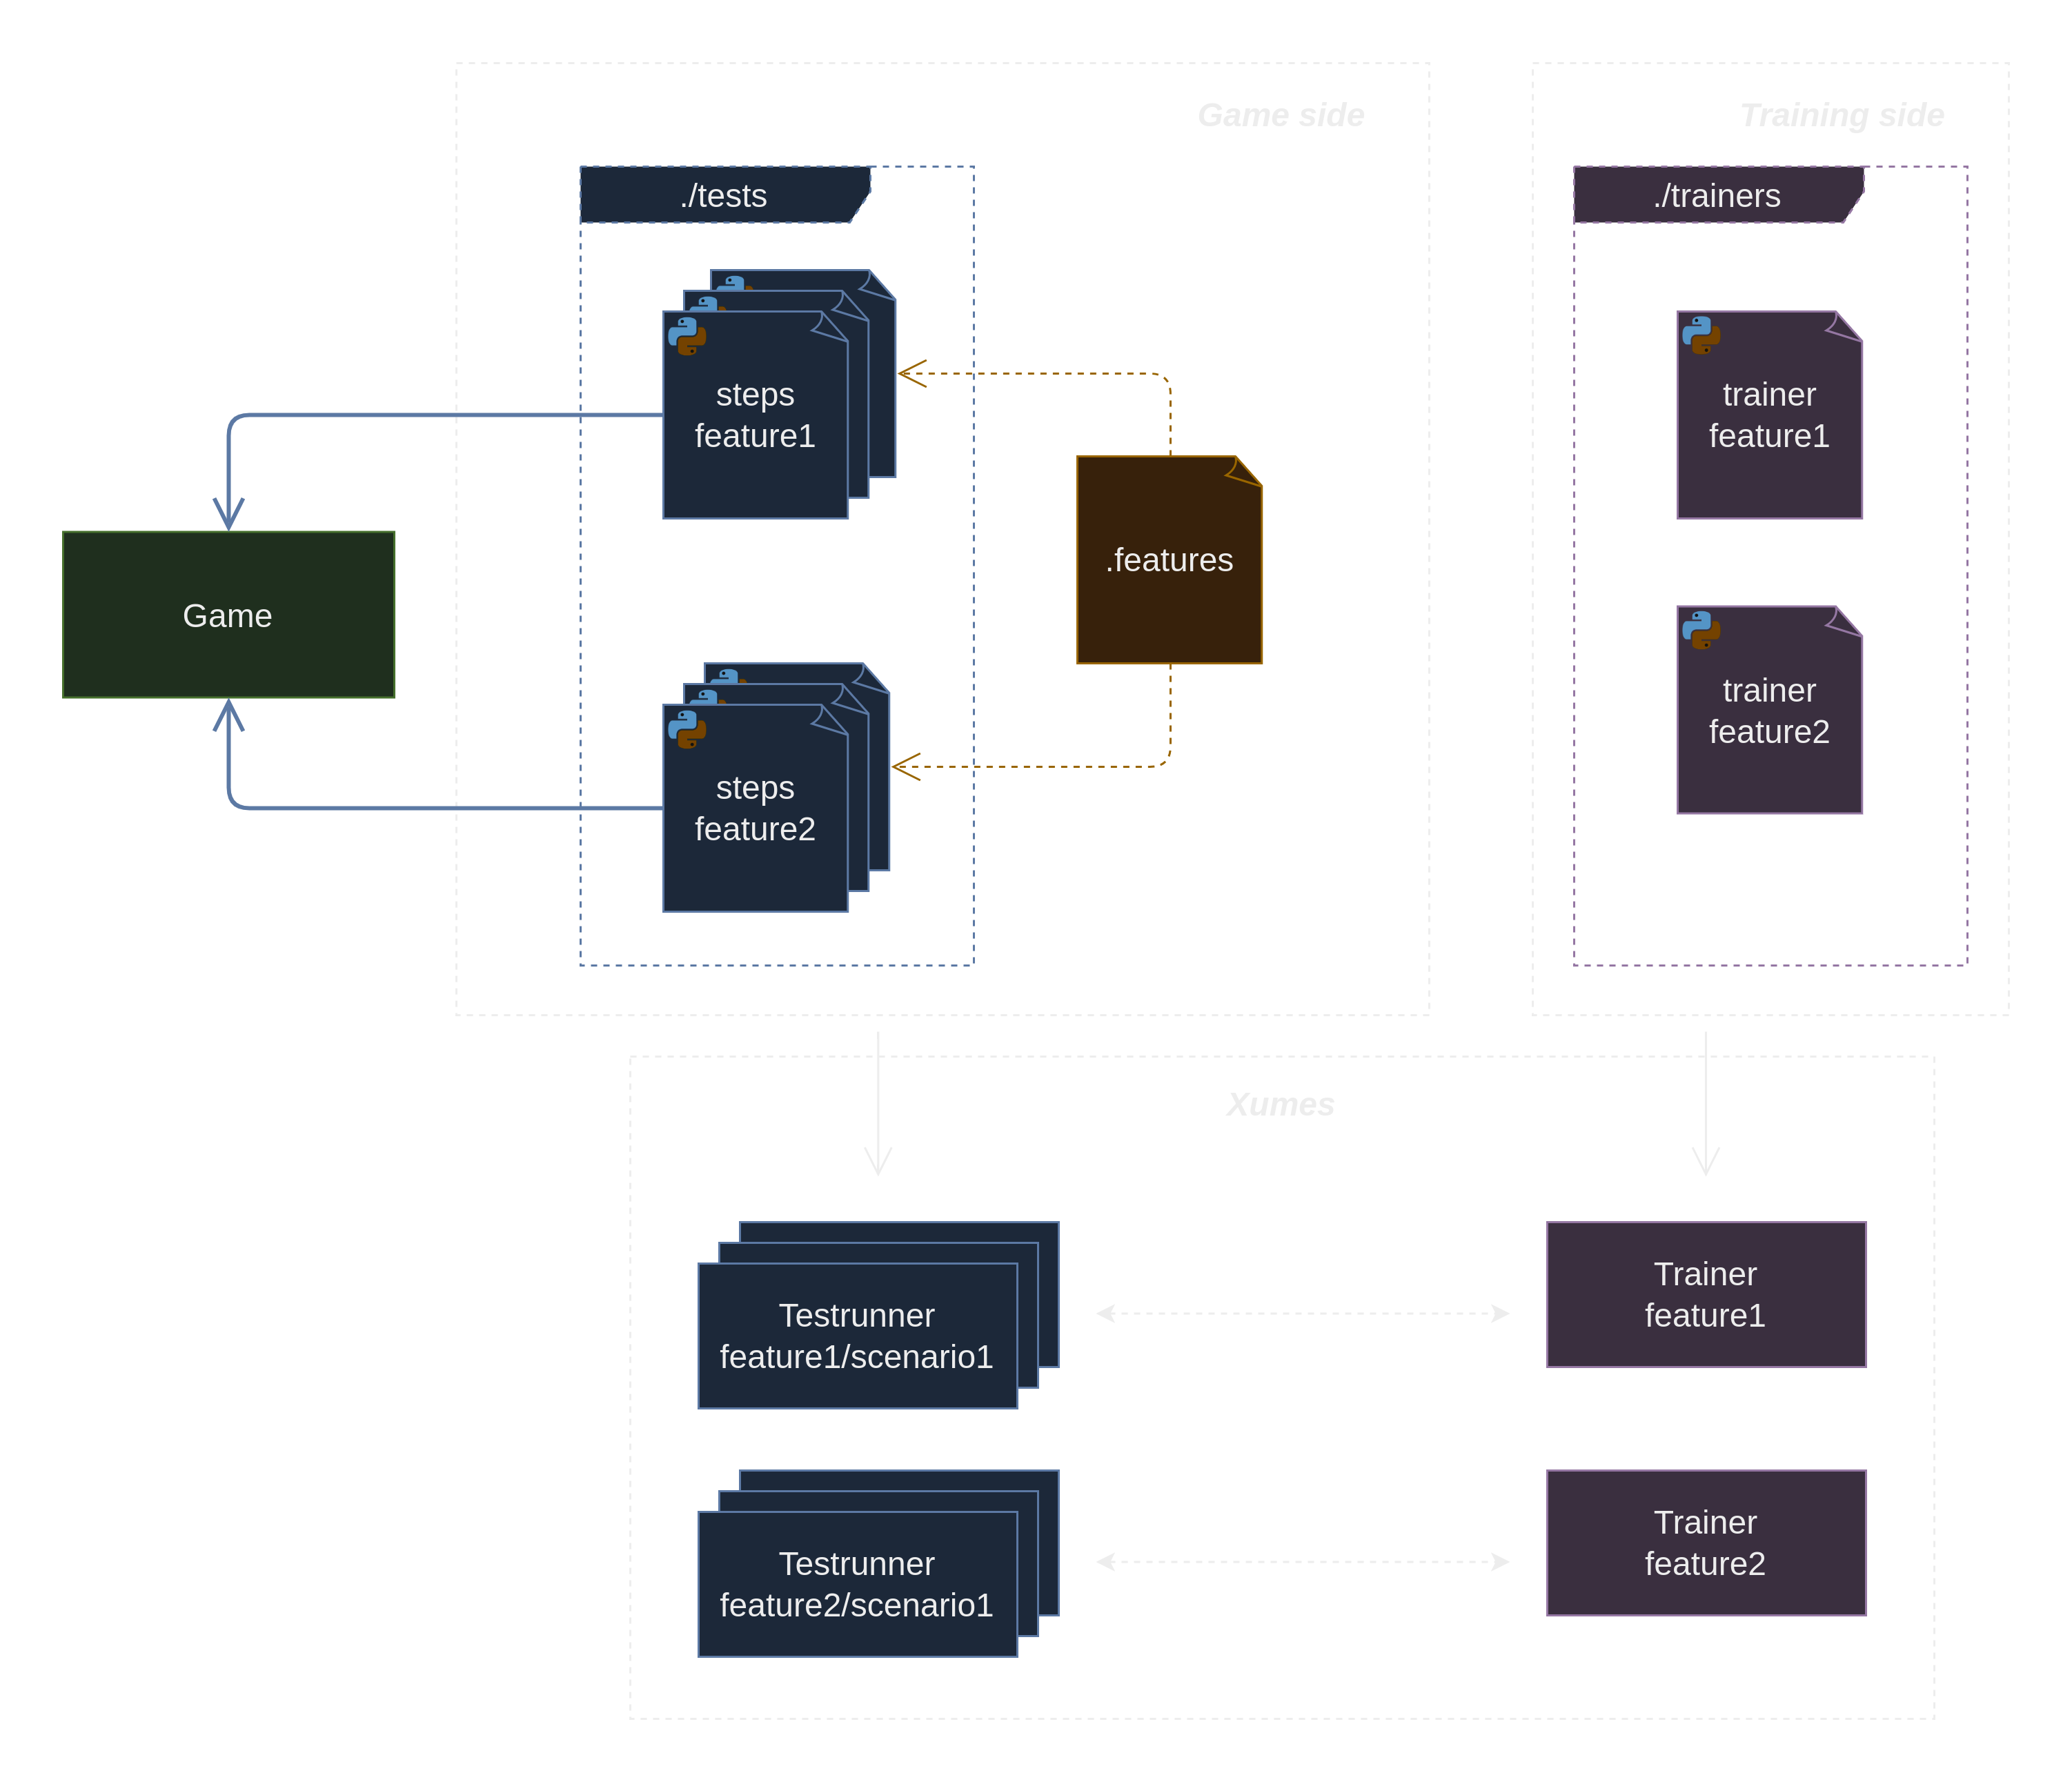 Game side
Training side
./tests
./trainers
steps
feature1
trainer
feature1
.features
Game
trainer
feature2
steps
feature2
Xumes
Testrunner
feature1/scenario1
Trainer
feature1
Testrunner
feature2/scenario1
Trainer
feature2